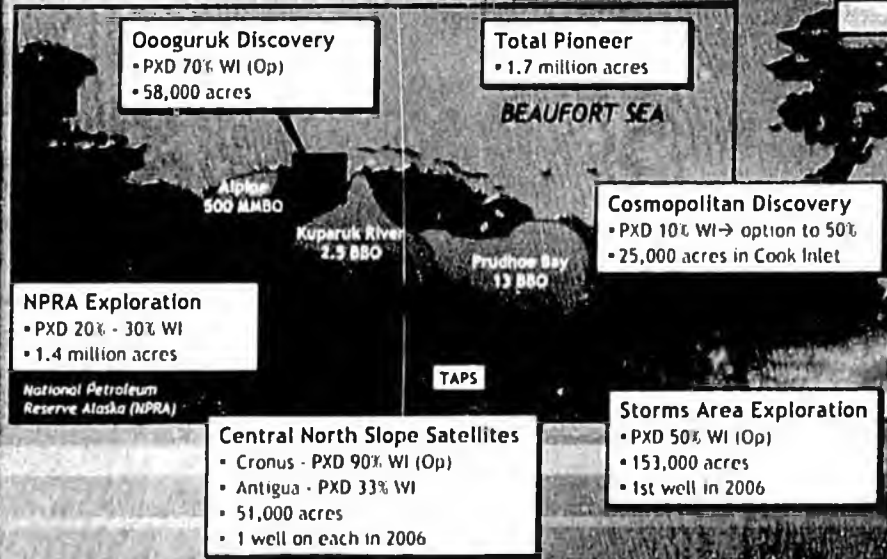 Oooguruk Discovery
• PXD 70% WI (Op)
• 58,000 acres
Total Pioneer
• 1.7 million acres
BEAUFORT SEA
Alpine
500 MMBO
Kuparuk River
2.5 BBO
Prudhoe Bay
13 BBO
Cosmopolitan Discovery
• PXD 10% WI→ option to 50%
• 25,000 acres in Cook Inlet
NPRA Exploration
• PXD 20% - 30% WI
• 1.4 million acres
National Petroleum
Reserve Alaska (NPRA)
TAPS
Central North Slope Satellites
• Cronus - PXD 90% WI (Op)
• Antigua - PXD 33% WI
• 51,000 acres
• 1 well on each in 2006
Storms Area Exploration
• PXD 50% WI (Op)
• 153,000 acres
• 1st well in 2006